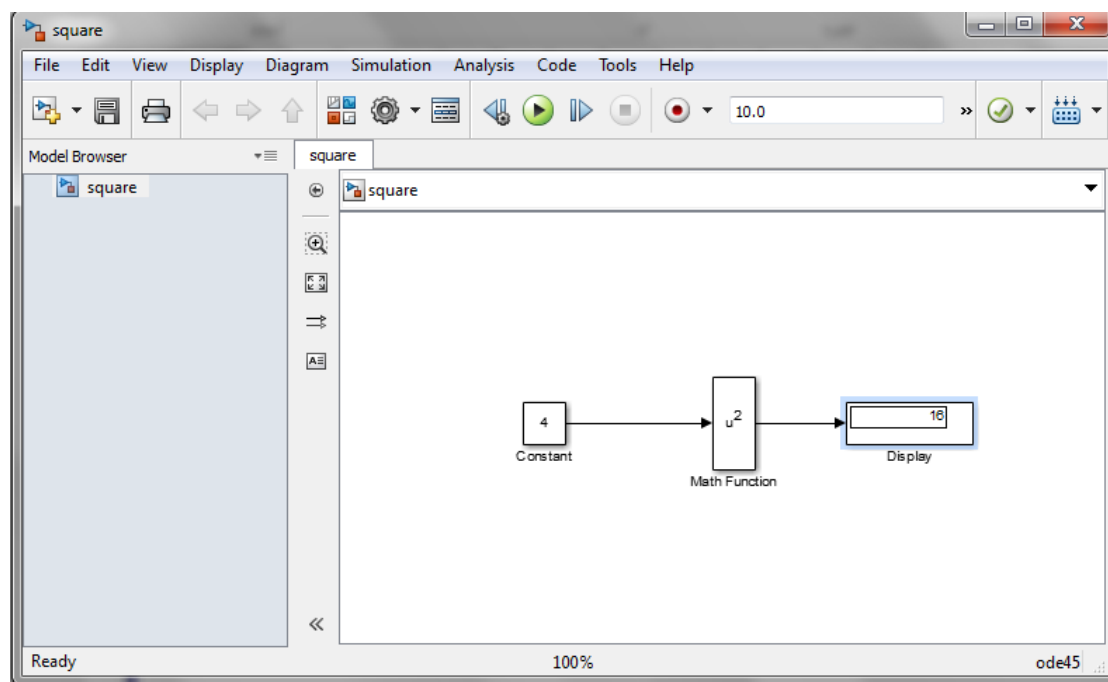 square
File Edit View Display Diagram Simulation Analysis Code Tools Help
10.0
Model Browser
square
square
square
4
Constant
u2
Math Function
16
Display
Ready 100% ode45